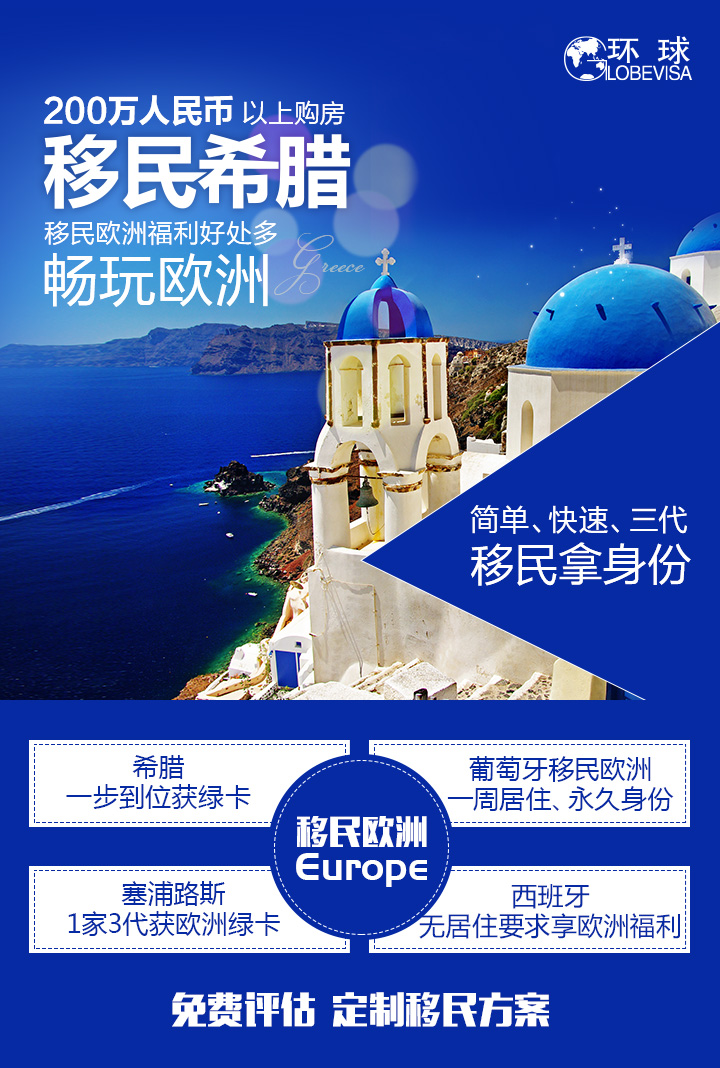 环球
GLOBEVISA
200万人民币 以上购房
移民希腊
移民欧洲福利好处多
畅玩欧洲
Greece
简单、快速、三代
移民拿身份
希腊
一步到位获绿卡
葡萄牙移民欧洲
一周居住、永久身份
移民欧洲
Europe
塞浦路斯
1家3代获欧洲绿卡
西班牙
无居住要求享欧洲福利
免费评估 定制移民方案